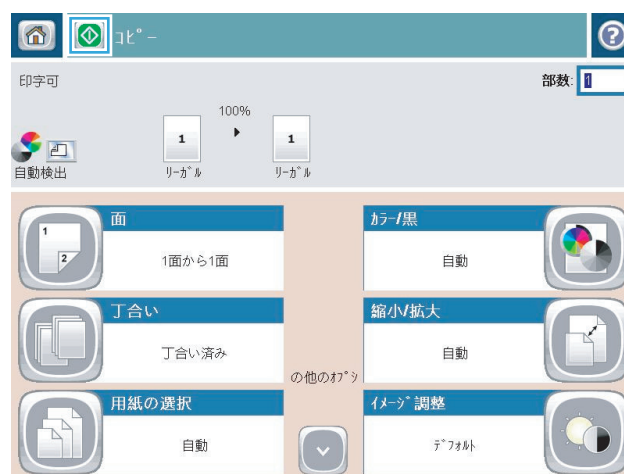 コピー
印字可
部数: 1
100%
1
1
自動検出
リーガル
リーガル
面
1
2
1面から1面
カラー/黒
自動
丁合い
丁合い済み
縮小/拡大
自動
の他のオプシ
用紙の選択
自動
イメージ調整
デフォルト